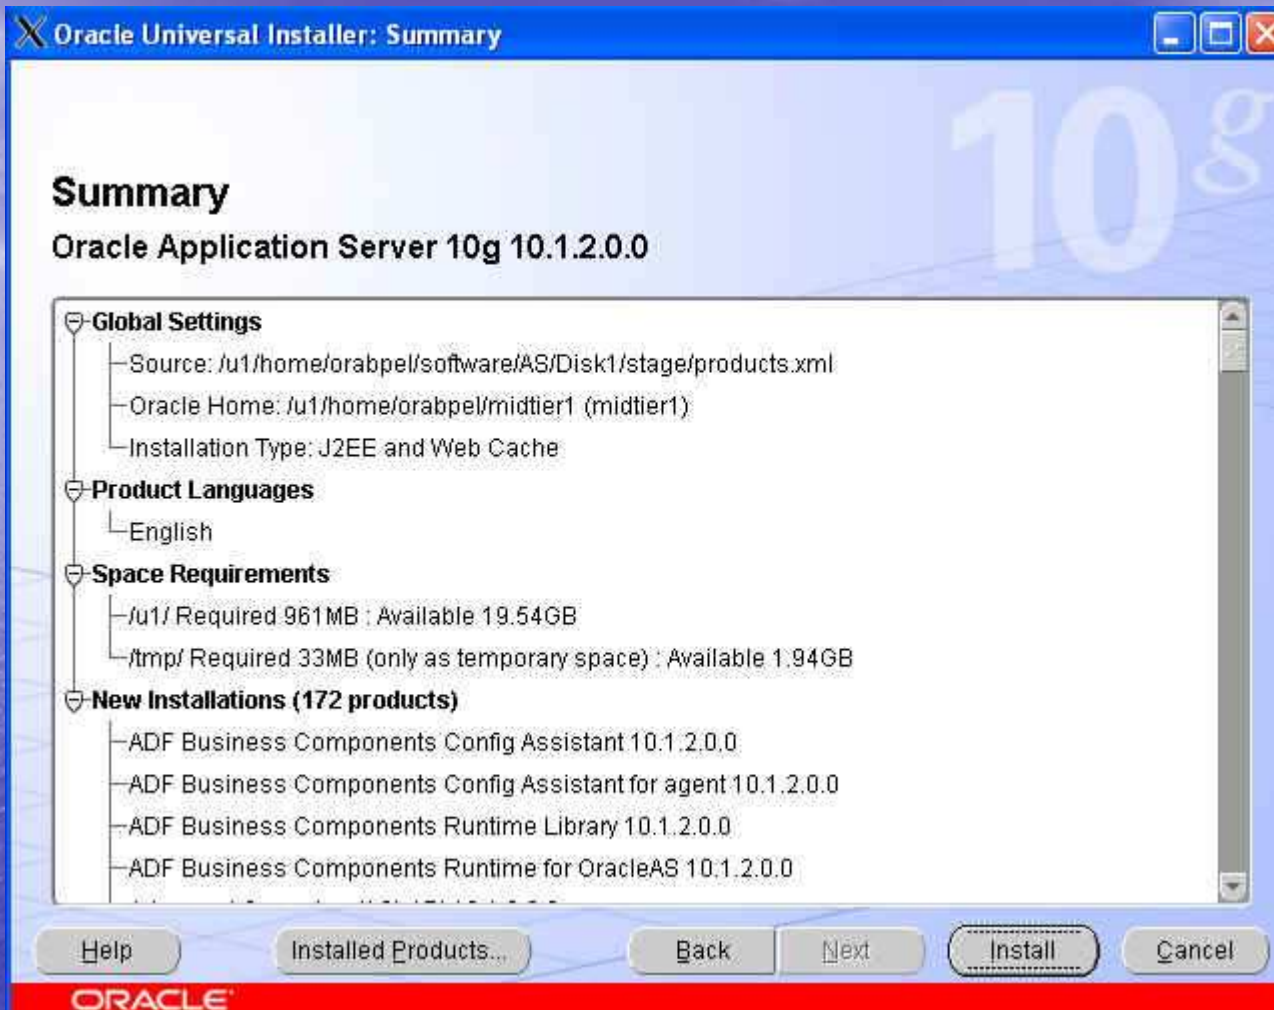 Oracle Universal Installer: Summary
10g
Summary
Oracle Application Server 10g 10.1.2.0.0
Global Settings
Source: /u1/home/orabpel/software/AS/Disk1/stage/products.xml
Oracle Home: /u1/home/orabpel/midtier1 (midtier1)
Installation Type: J2EE and Web Cache
Product Languages
English
Space Requirements
/u1/ Required 961MB : Available 19.54GB
/tmp/ Required 33MB (only as temporary space) : Available 1.94GB
New Installations (172 products)
ADF Business Components Config Assistant 10.1.2.0.0
ADF Business Components Config Assistant for agent 10.1.2.0.0
ADF Business Components Runtime Library 10.1.2.0.0
ADF Business Components Runtime for OracleAS 10.1.2.0.0
Help Installed Products... Back Next Install Cancel
ORACLE